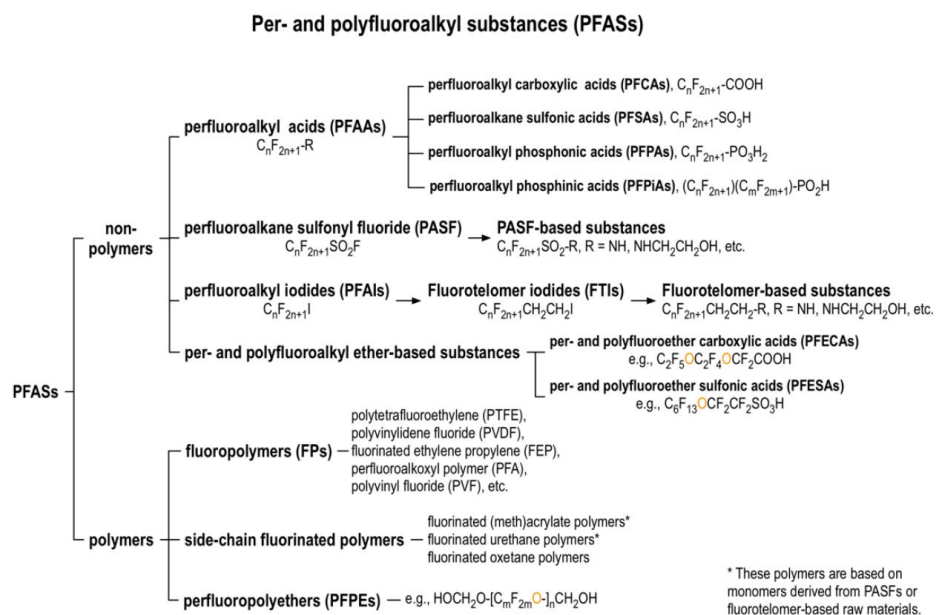 Per- and polyfluoroalkyl substances (PFASs)
perfluoroalkyl carboxylic acids (PFCAs), CnF2n+1-COOH
perfluoroalkane sulfonic acids (PFSAs), CnF2n+1-SO3H
perfluoroalkyl acids (PFAAs)
CnF2n+1-R
perfluoroalkyl phosphonic acids (PFPAs), CnF2n+1-PO3H2
perfluoroalkyl phosphinic acids (PFPiAs), (CnF2n+1)(CmF2m+1)-PO2H
non-
polymers
perfluoroalkane sulfonyl fluoride (PASF)
CnF2n+1SO2F
PASF-based substances
CnF2n+1SO2-R, R = NH, NHCH2CH2OH, etc.
perfluoroalkyl iodides (PFAIs)
CnF2n+1I
Fluorotelomer iodides (FTIs)
CnF2n+1CH2CH2I
Fluorotelomer-based substances
CnF2n+1CH2CH2-R, R = NH, NHCH2CH2OH, etc.
per- and polyfluoroalkyl ether-based substances
per- and polyfluoroether carboxylic acids (PFECAs)
e.g., C2F5OC2F4OCF2COOH
per- and polyfluoroether sulfonic acids (PFESAs)
e.g., C6F13OCF2CF2SO3H
PFASs
fluoropolymers (FPs)
polytetrafluoroethylene (PTFE),
polyvinylidene fluoride (PVDF),
fluorinated ethylene propylene (FEP),
perfluoroalkoxyl polymer (PFA),
polyvinyl fluoride (PVF), etc.
polymers
side-chain fluorinated polymers
fluorinated (meth)acrylate polymers*
fluorinated urethane polymers*
fluorinated oxetane polymers
perfluoropolyethers (PFPEs)
e.g., HOCH2O-[CmF2mO-]nCH2OH
* These polymers are based on
monomers derived from PASFs or
fluorotelomer-based raw materials.